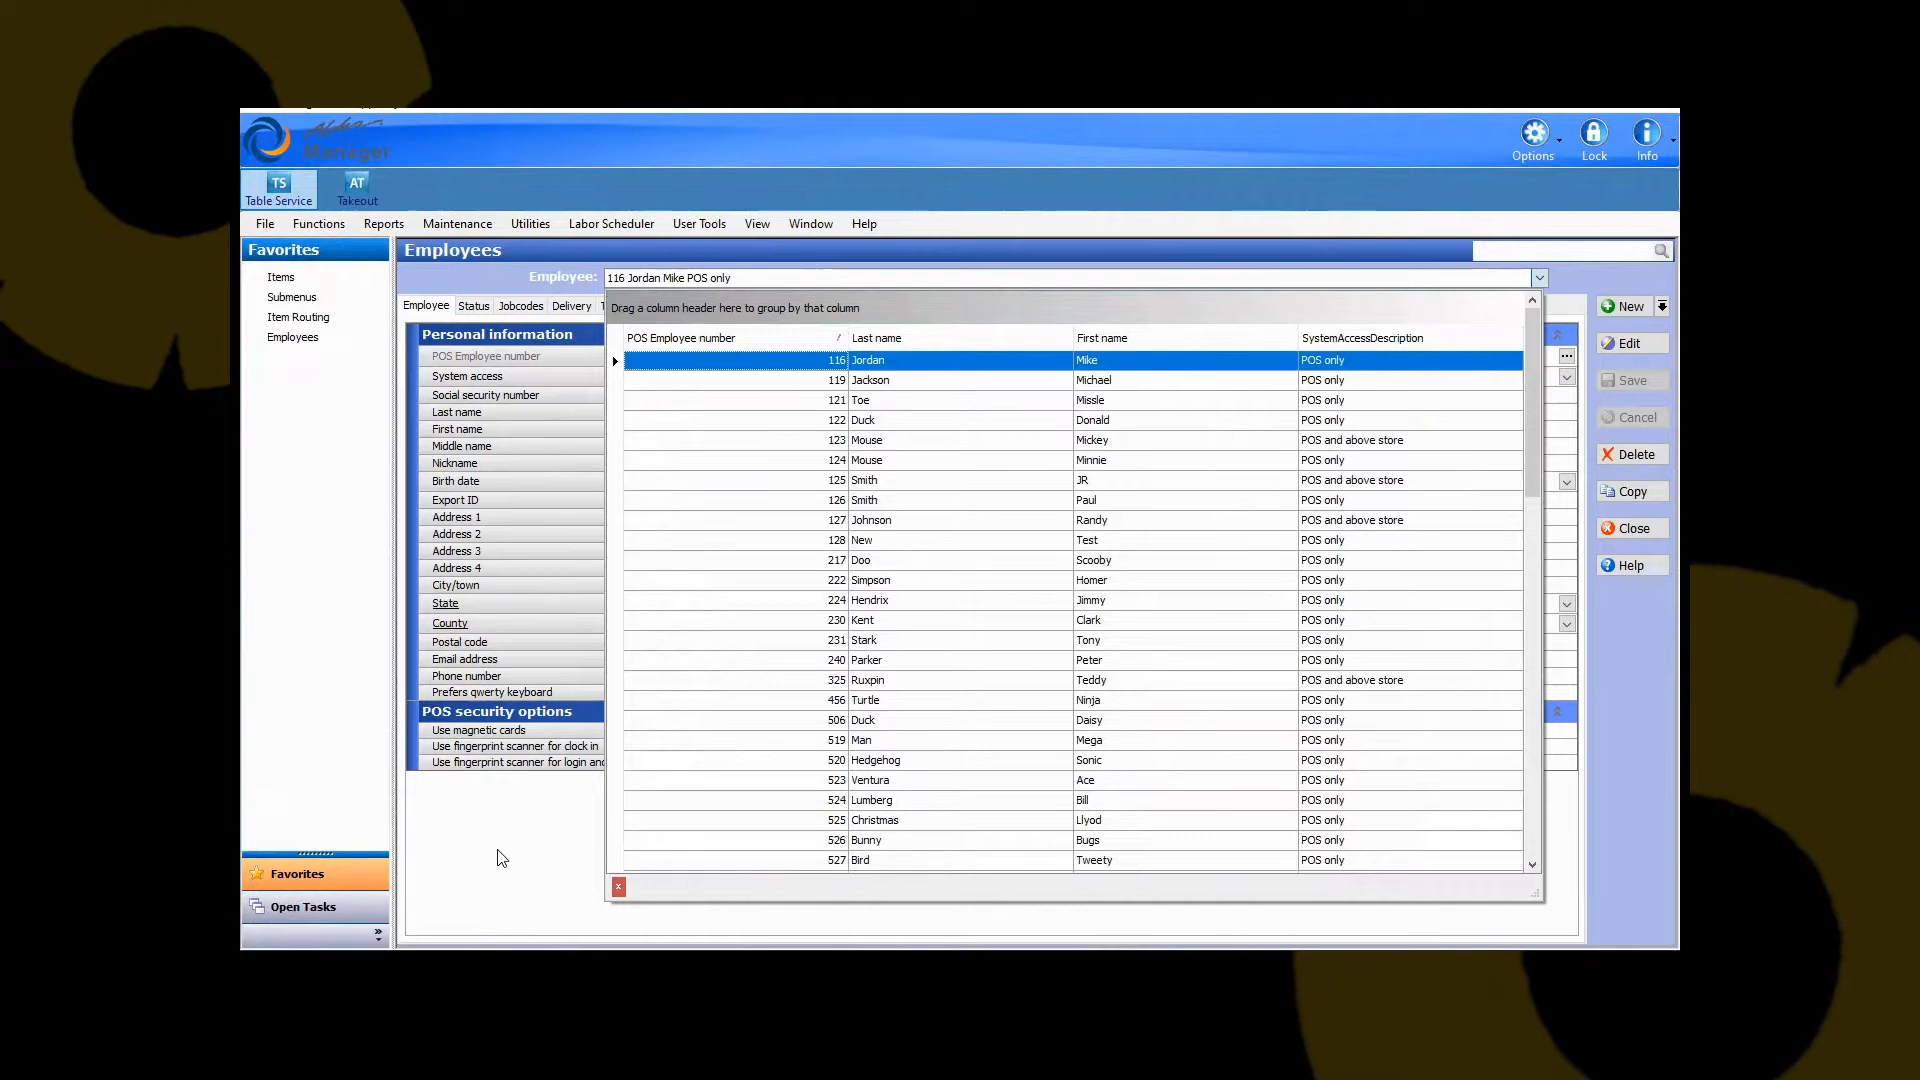 Manager
Options Lock Info
TS AT
Table Service Takeout
File Functions Reports Maintenance Utilities Labor Scheduler User Tools View Window Help
Favorites
Items
Submenus
Item Routing
Employees
Favorites
Open Tasks
Employees
Employee: 116 Jordan Mike POS only
Employee Status Jobcodes Delivery
Personal information
POS Employee number
System access
Social security number
Last name
First name
Middle name
Nickname
Birth date
Export ID
Address 1
Address 2
Address 3
Address 4
City/town
State
County
Postal code
Email address
Phone number
Prefers qwerty keyboard
POS security options
Use magnetic cards
Use fingerprint scanner for clock in
Use fingerprint scanner for login and
Drag a column header here to group by that column
POS Employee number Last name First name SystemAccessDescription
116 Jordan Mike POS only
119 Jackson Michael POS only
121 Toe Missle POS only
122 Duck Donald POS only
123 Mouse Mickey POS and above store
124 Mouse Minnie POS only
125 Smith JR POS and above store
126 Smith Paul POS only
127 Johnson Randy POS and above store
128 New Test POS only
217 Doo Scooby POS only
222 Simpson Homer POS only
224 Hendrix Jimmy POS only
230 Kent Clark POS only
231 Stark Tony POS only
240 Parker Peter POS only
325 Ruxpin Teddy POS and above store
456 Turtle Ninja POS only
506 Duck Daisy POS only
519 Man Mega POS only
520 Hedgehog Sonic POS only
523 Ventura Ace POS only
524 Lumberg Bill POS only
525 Christmas Llyod POS only
526 Bunny Bugs POS only
527 Bird Tweety POS only
New
Edit
Save
Cancel
Delete
Copy
Close
Help